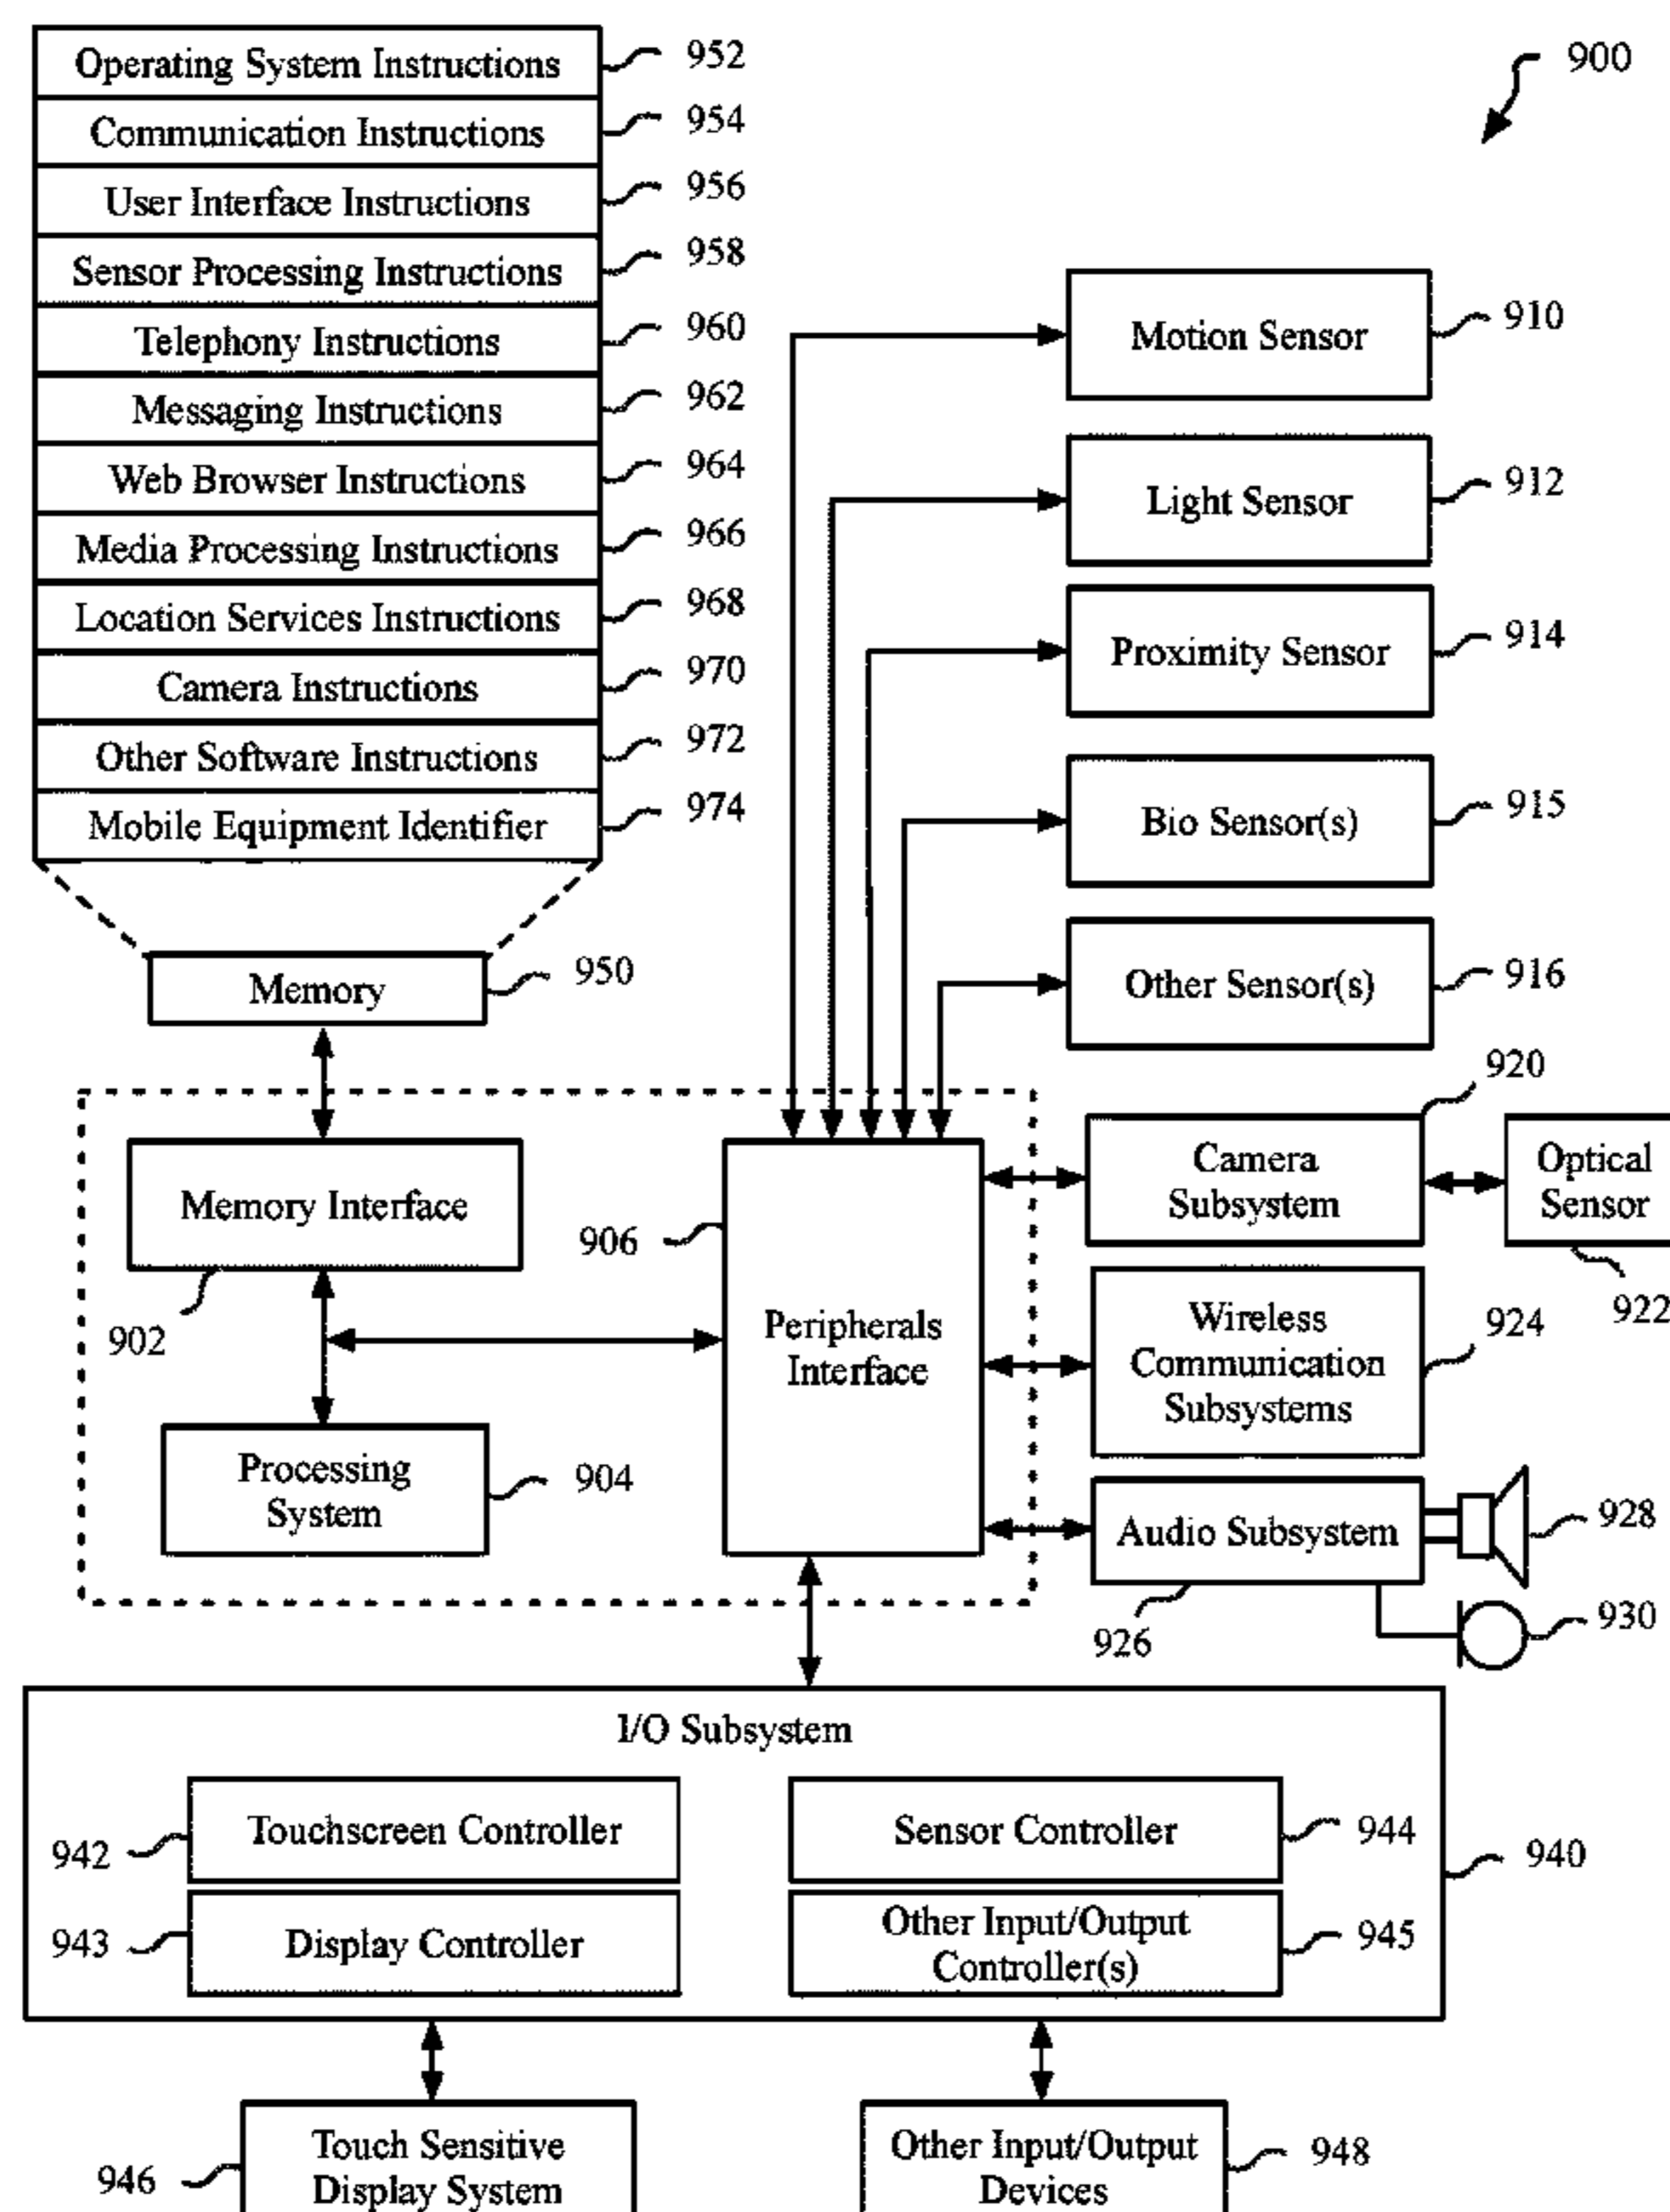 Operating System Instructions 952
900
Communication Instructions 954
User Interface Instructions 956
Sensor Processing Instructions 958
Telephony Instructions 960
Messaging Instructions 962
Web Browser Instructions 964
Media Processing Instructions 966
Location Services Instructions 968
Camera Instructions 970
Other Software Instructions 972
Mobile Equipment Identifier 974
Memory 950
Motion Sensor 910
Light Sensor 912
Proximity Sensor 914
Bio Sensor(s) 915
Other Sensor(s) 916
Memory Interface
902
Processing
System
904
906
Peripherals
Interface
920
Camera
Subsystem
Optical
Sensor
922
Wireless
Communication
Subsystems
924
Audio Subsystem
926
928
930
I/O Subsystem
940
942 Touchscreen Controller
Sensor Controller 944
943 Display Controller
Other Input/Output
Controller(s)
945
946
Touch Sensitive
Display System
Other Input/Output
Devices
948